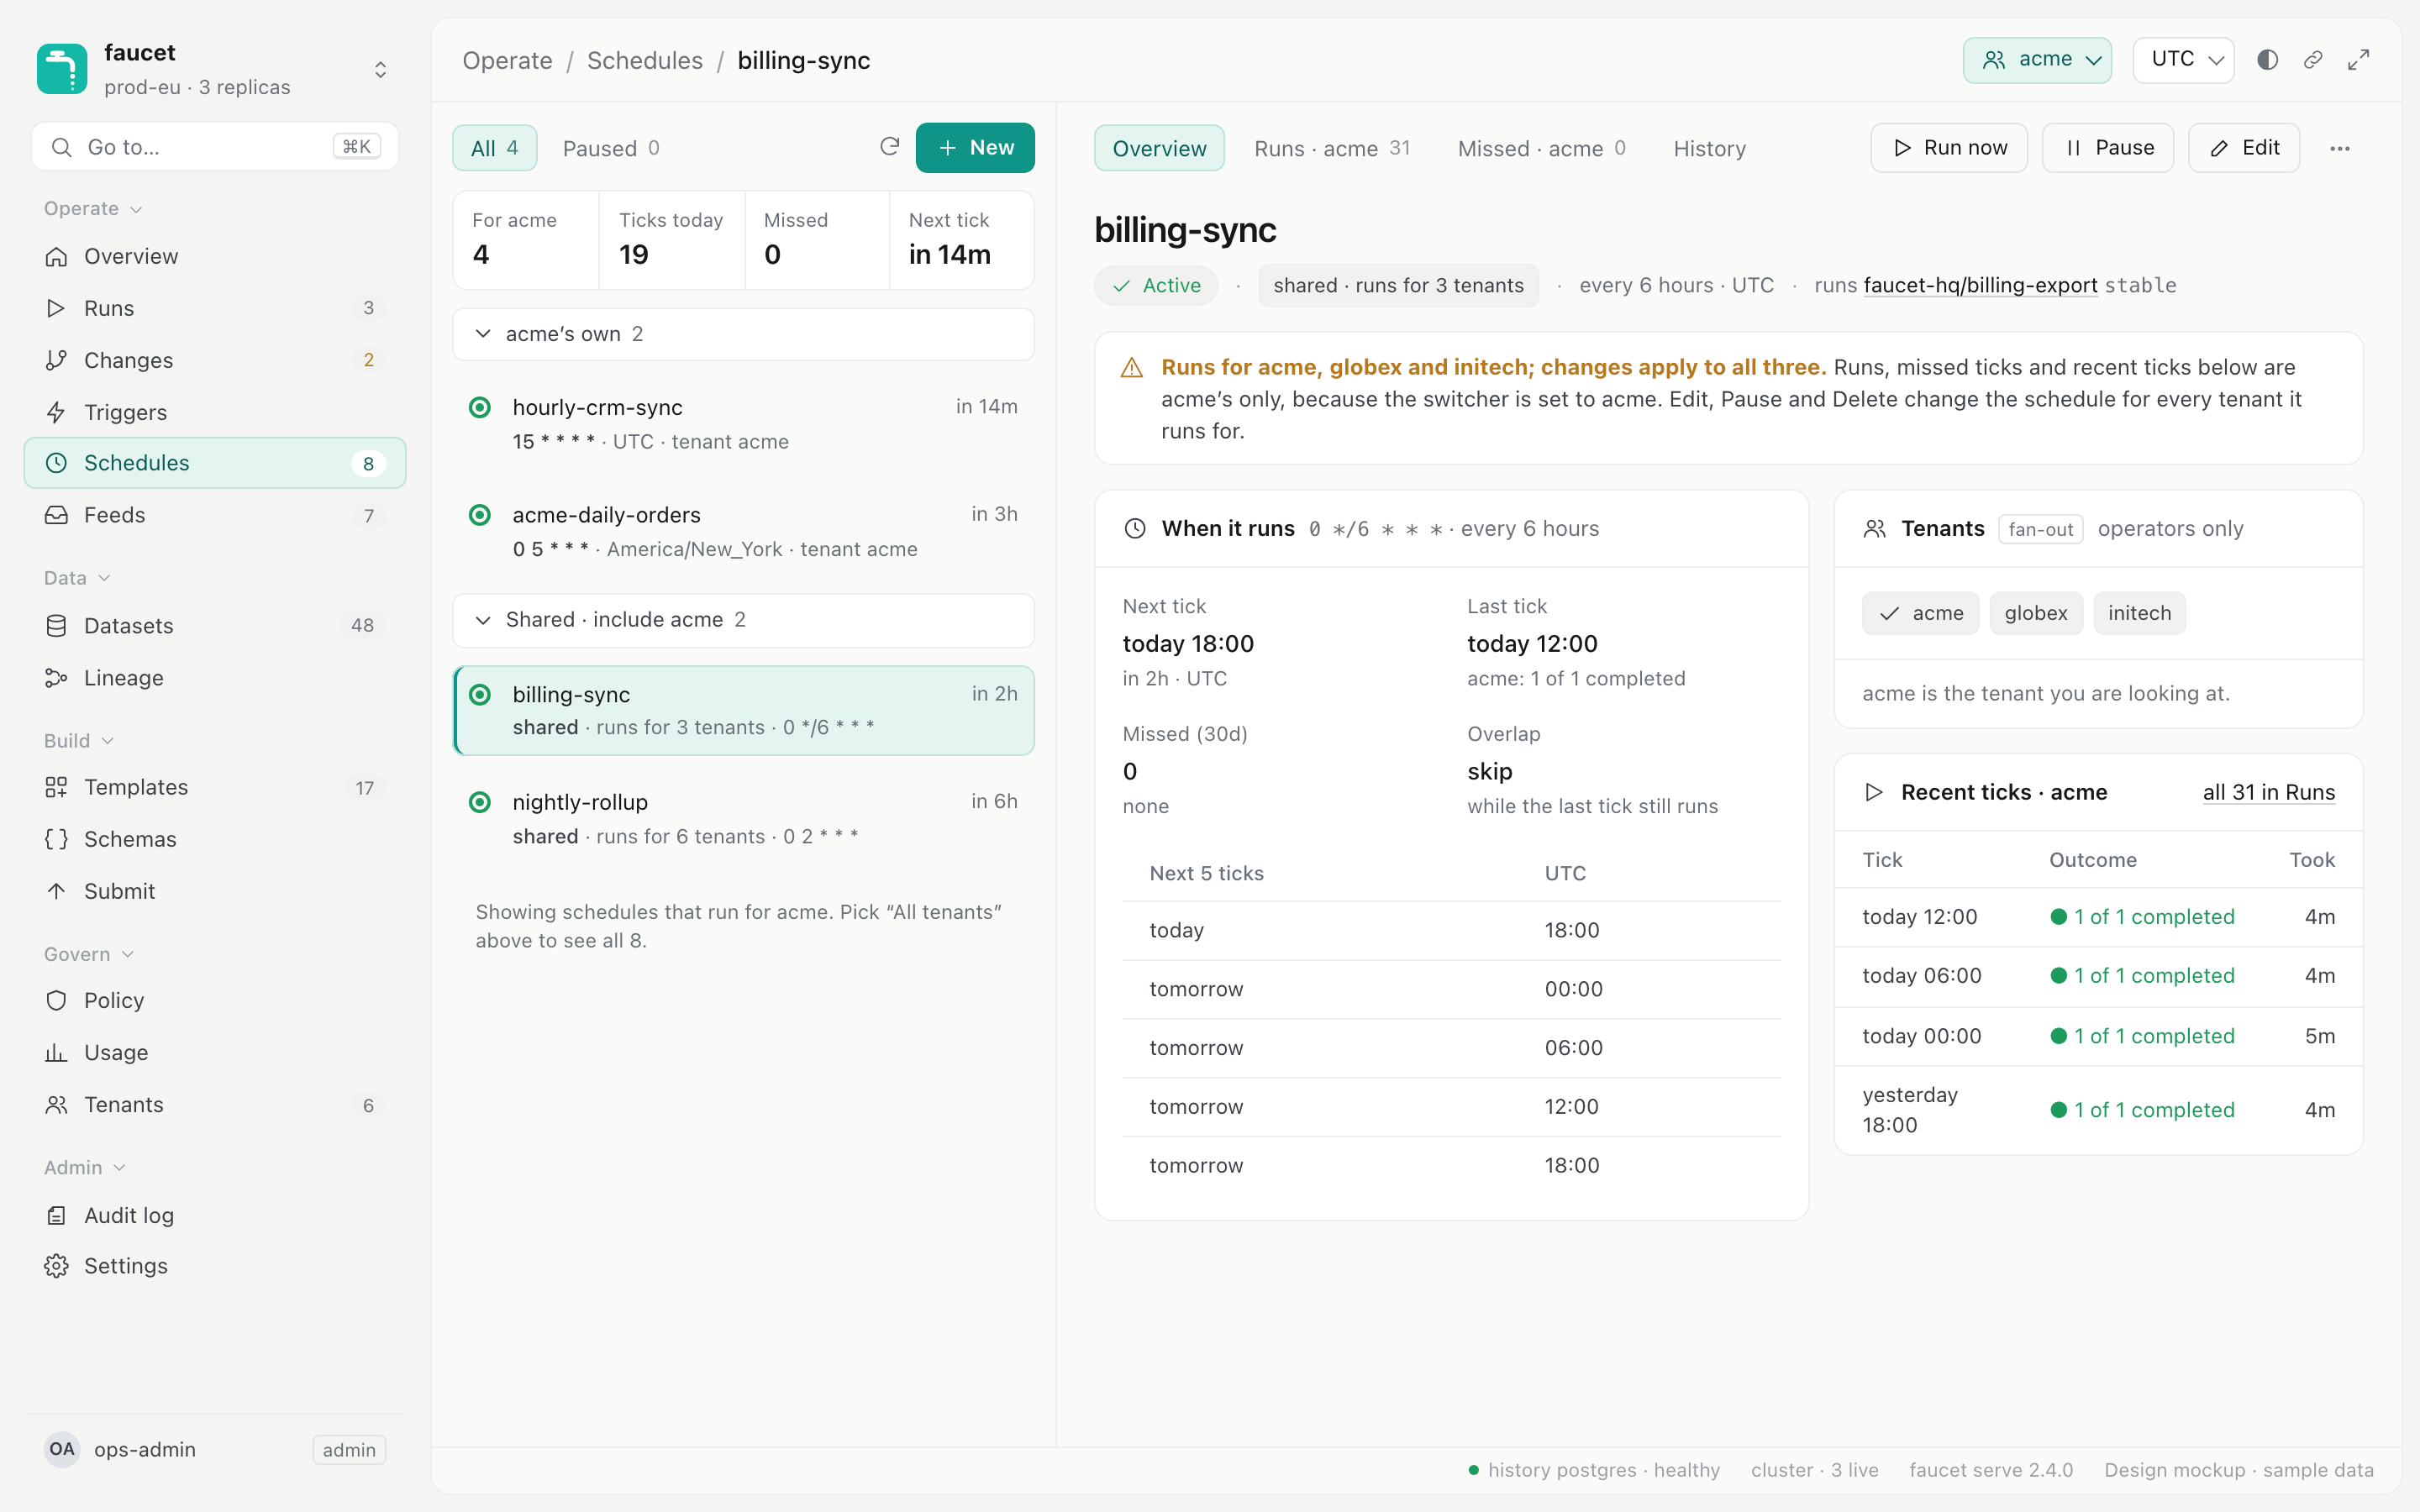 faucet
prod-eu · 3 replicas
Go to...
⌘K
Operate
Overview
Runs 3
Changes 2
Triggers
Schedules 8
Feeds 7
Data
Datasets 48
Lineage
Build
Templates 17
Schemas
Submit
Govern
Policy
Usage
Tenants 6
Admin
Audit log
Settings
OA ops-admin admin
Operate / Schedules / billing-sync
acme
UTC
All 4
Paused 0
New
For acme
4
Ticks today
19
Missed
0
Next tick
in 14m
acme’s own 2
hourly-crm-sync in 14m
15 * * * * · UTC · tenant acme
acme-daily-orders in 3h
0 5 * * * · America/New_York · tenant acme
Shared · include acme 2
billing-sync in 2h
shared · runs for 3 tenants · 0 */6 * * *
nightly-rollup in 6h
shared · runs for 6 tenants · 0 2 * * *
Showing schedules that run for acme. Pick “All tenants”
above to see all 8.
Overview
Runs · acme 31
Missed · acme 0
History
Run now
Pause
Edit
billing-sync
Active · shared · runs for 3 tenants · every 6 hours · UTC · runs faucet-hq/billing-export stable
Runs for acme, globex and initech; changes apply to all three. Runs, missed ticks and recent ticks below are
acme’s only, because the switcher is set to acme. Edit, Pause and Delete change the schedule for every tenant it
runs for.
When it runs 0 */6 * * * · every 6 hours
Next tick
today 18:00
in 2h · UTC
Last tick
today 12:00
acme: 1 of 1 completed
Missed (30d)
0
none
Overlap
skip
while the last tick still runs
Next 5 ticks UTC
today 18:00
tomorrow 00:00
tomorrow 06:00
tomorrow 12:00
tomorrow 18:00
Tenants fan-out operators only
acme globex initech
acme is the tenant you are looking at.
Recent ticks · acme all 31 in Runs
Tick Outcome Took
today 12:00 1 of 1 completed 4m
today 06:00 1 of 1 completed 4m
today 00:00 1 of 1 completed 5m
yesterday
18:00 1 of 1 completed 4m
history postgres · healthy
cluster · 3 live
faucet serve 2.4.0
Design mockup · sample data